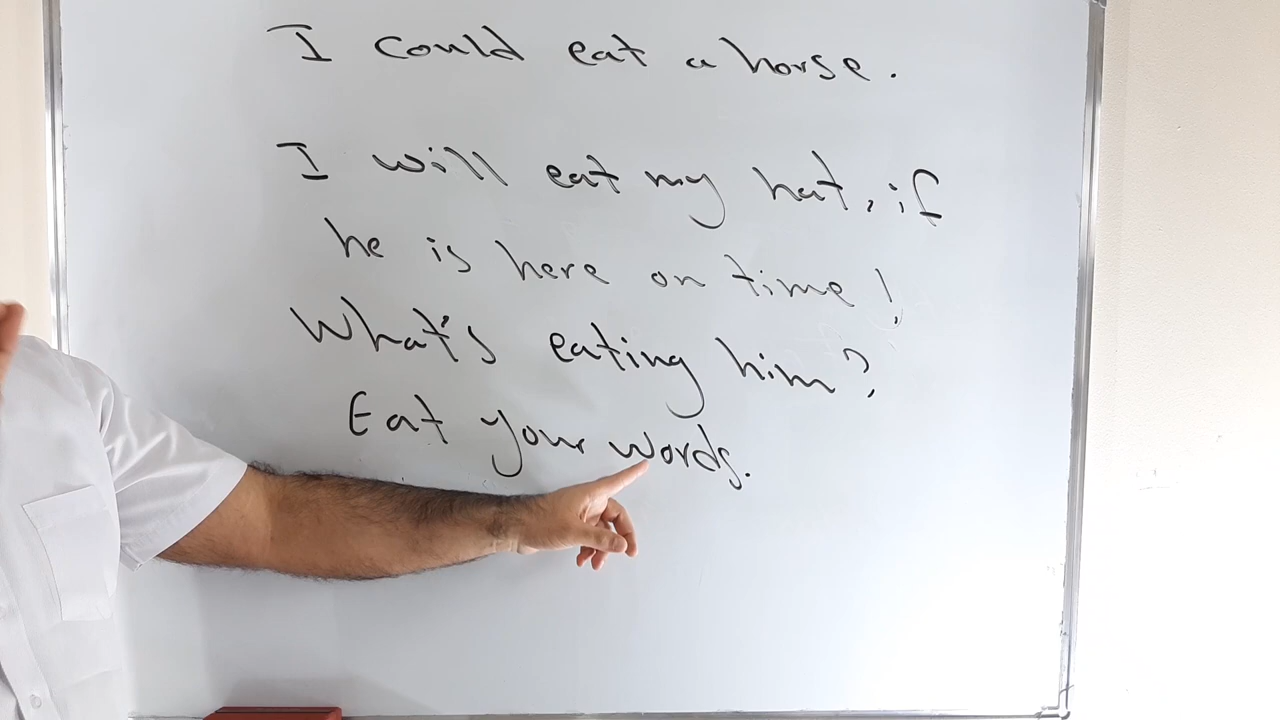 I could eat a horse.
I will eat my hat, if
he is here on time!
What's eating him?
Eat your words.